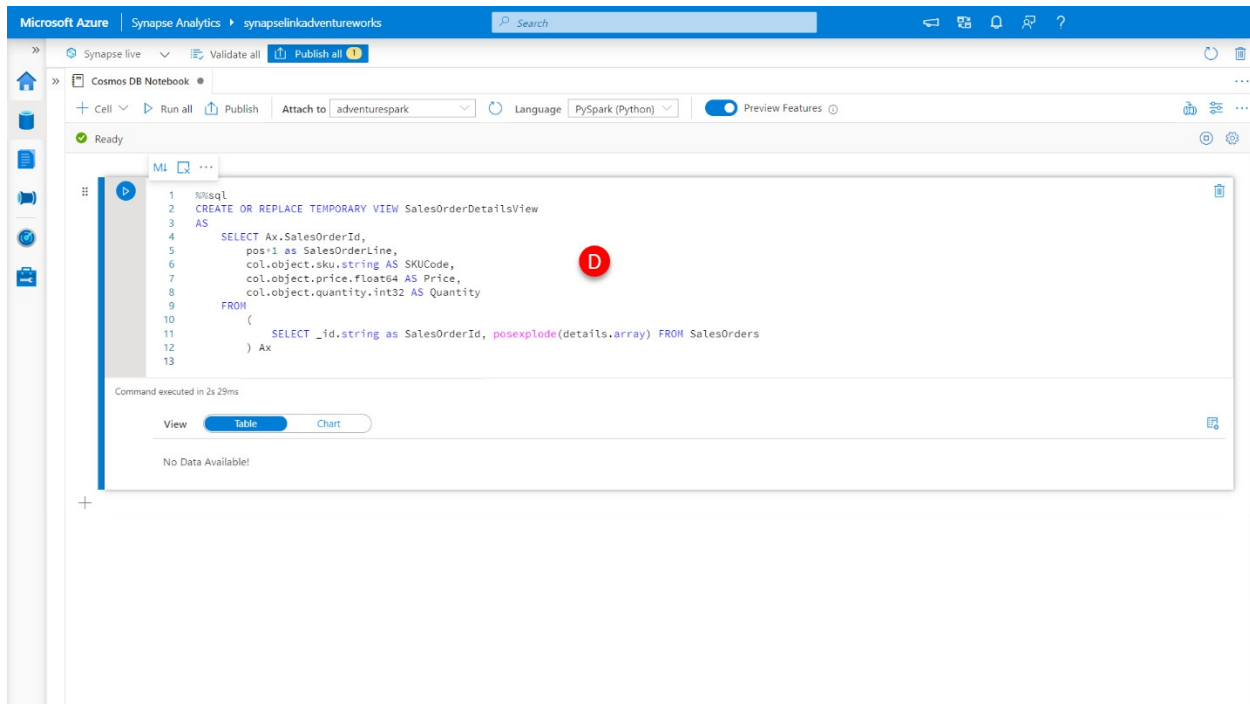 Microsoft Azure | Synapse Analytics ▸ synapselinkadventureworks Search ?
» Synapse live Validate all Publish all 1
» Cosmos DB Notebook ● ...
+ Cell Run all Publish Attach to adventurespark Language PySpark (Python) Preview Features ...
Ready
M↓ ...
1 %%sql
2 CREATE OR REPLACE TEMPORARY VIEW SalesOrderDetailsView
3 AS
4 SELECT Ax.SalesOrderId,
5 pos+1 as SalesOrderLine,
6 col.object.sku.string AS SKUCode,
D
7 col.object.price.float64 AS Price,
8 col.object.quantity.int32 AS Quantity
9 FROM
10 (
11 SELECT _id.string as SalesOrderId, posexplode(details.array) FROM SalesOrders
12 ) Ax
13
Command executed in 2s 29ms
View Table Chart
No Data Available!
+